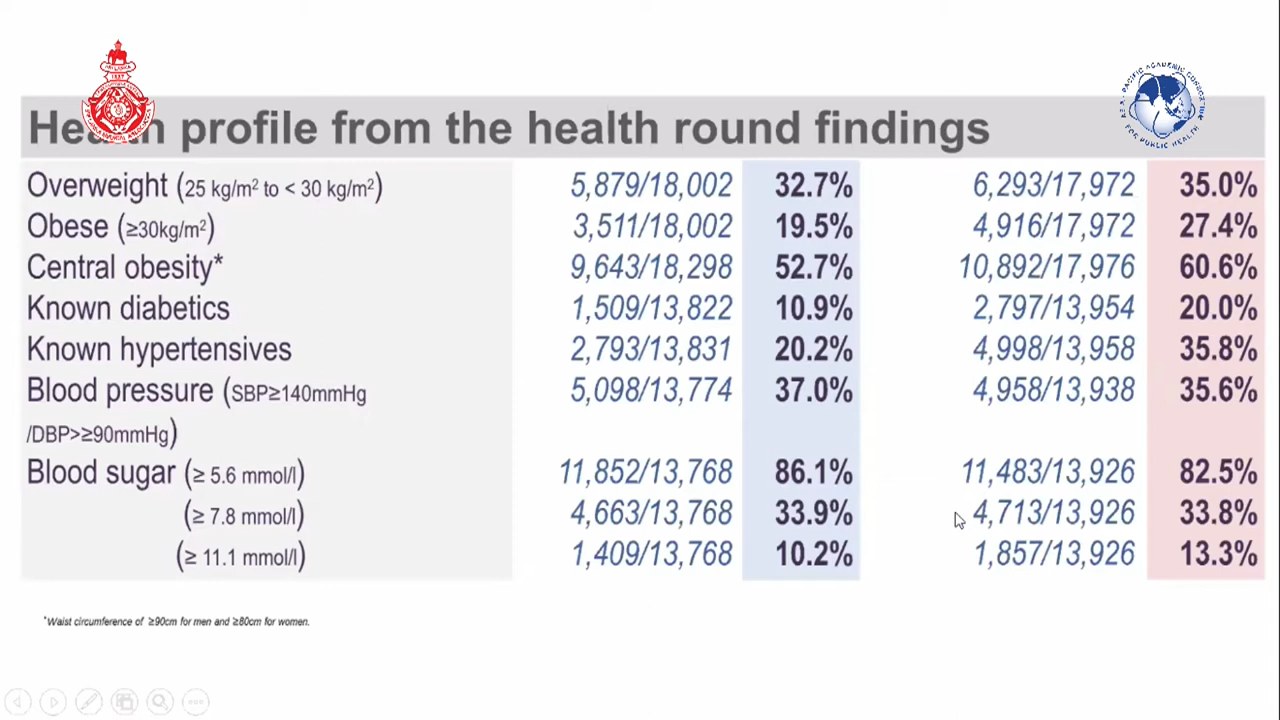 Health profile from the health round findings
Overweight (25 kg/m² to < 30 kg/m²) 5,879/18,002 32.7% 6,293/17,972 35.0%
Obese (≥30kg/m²) 3,511/18,002 19.5% 4,916/17,972 27.4%
Central obesity* 9,643/18,298 52.7% 10,892/17,976 60.6%
Known diabetics 1,509/13,822 10.9% 2,797/13,954 20.0%
Known hypertensives 2,793/13,831 20.2% 4,998/13,958 35.8%
Blood pressure (SBP≥140mmHg 5,098/13,774 37.0% 4,958/13,938 35.6%
/DBP>≥90mmHg)
Blood sugar (≥ 5.6 mmol/l) 11,852/13,768 86.1% 11,483/13,926 82.5%
(≥ 7.8 mmol/l) 4,663/13,768 33.9% 4,713/13,926 33.8%
(≥ 11.1 mmol/l) 1,409/13,768 10.2% 1,857/13,926 13.3%
*Waist circumference of ≥90cm for men and ≥80cm for women.